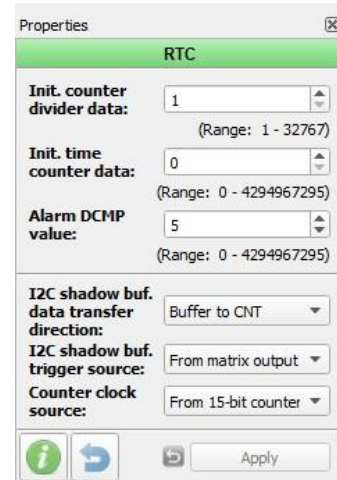 Properties
RTC
Init. counter
divider data:
1
(Range: 1 - 32767)
Init. time
counter data:
0
(Range: 0 - 4294967295)
Alarm DCMP
value:
5
(Range: 0 - 4294967295)
I2C shadow buf.
data transfer
direction:
Buffer to CNT
I2C shadow buf.
trigger source:
From matrix output
Counter clock
source:
From 15-bit counter
Apply